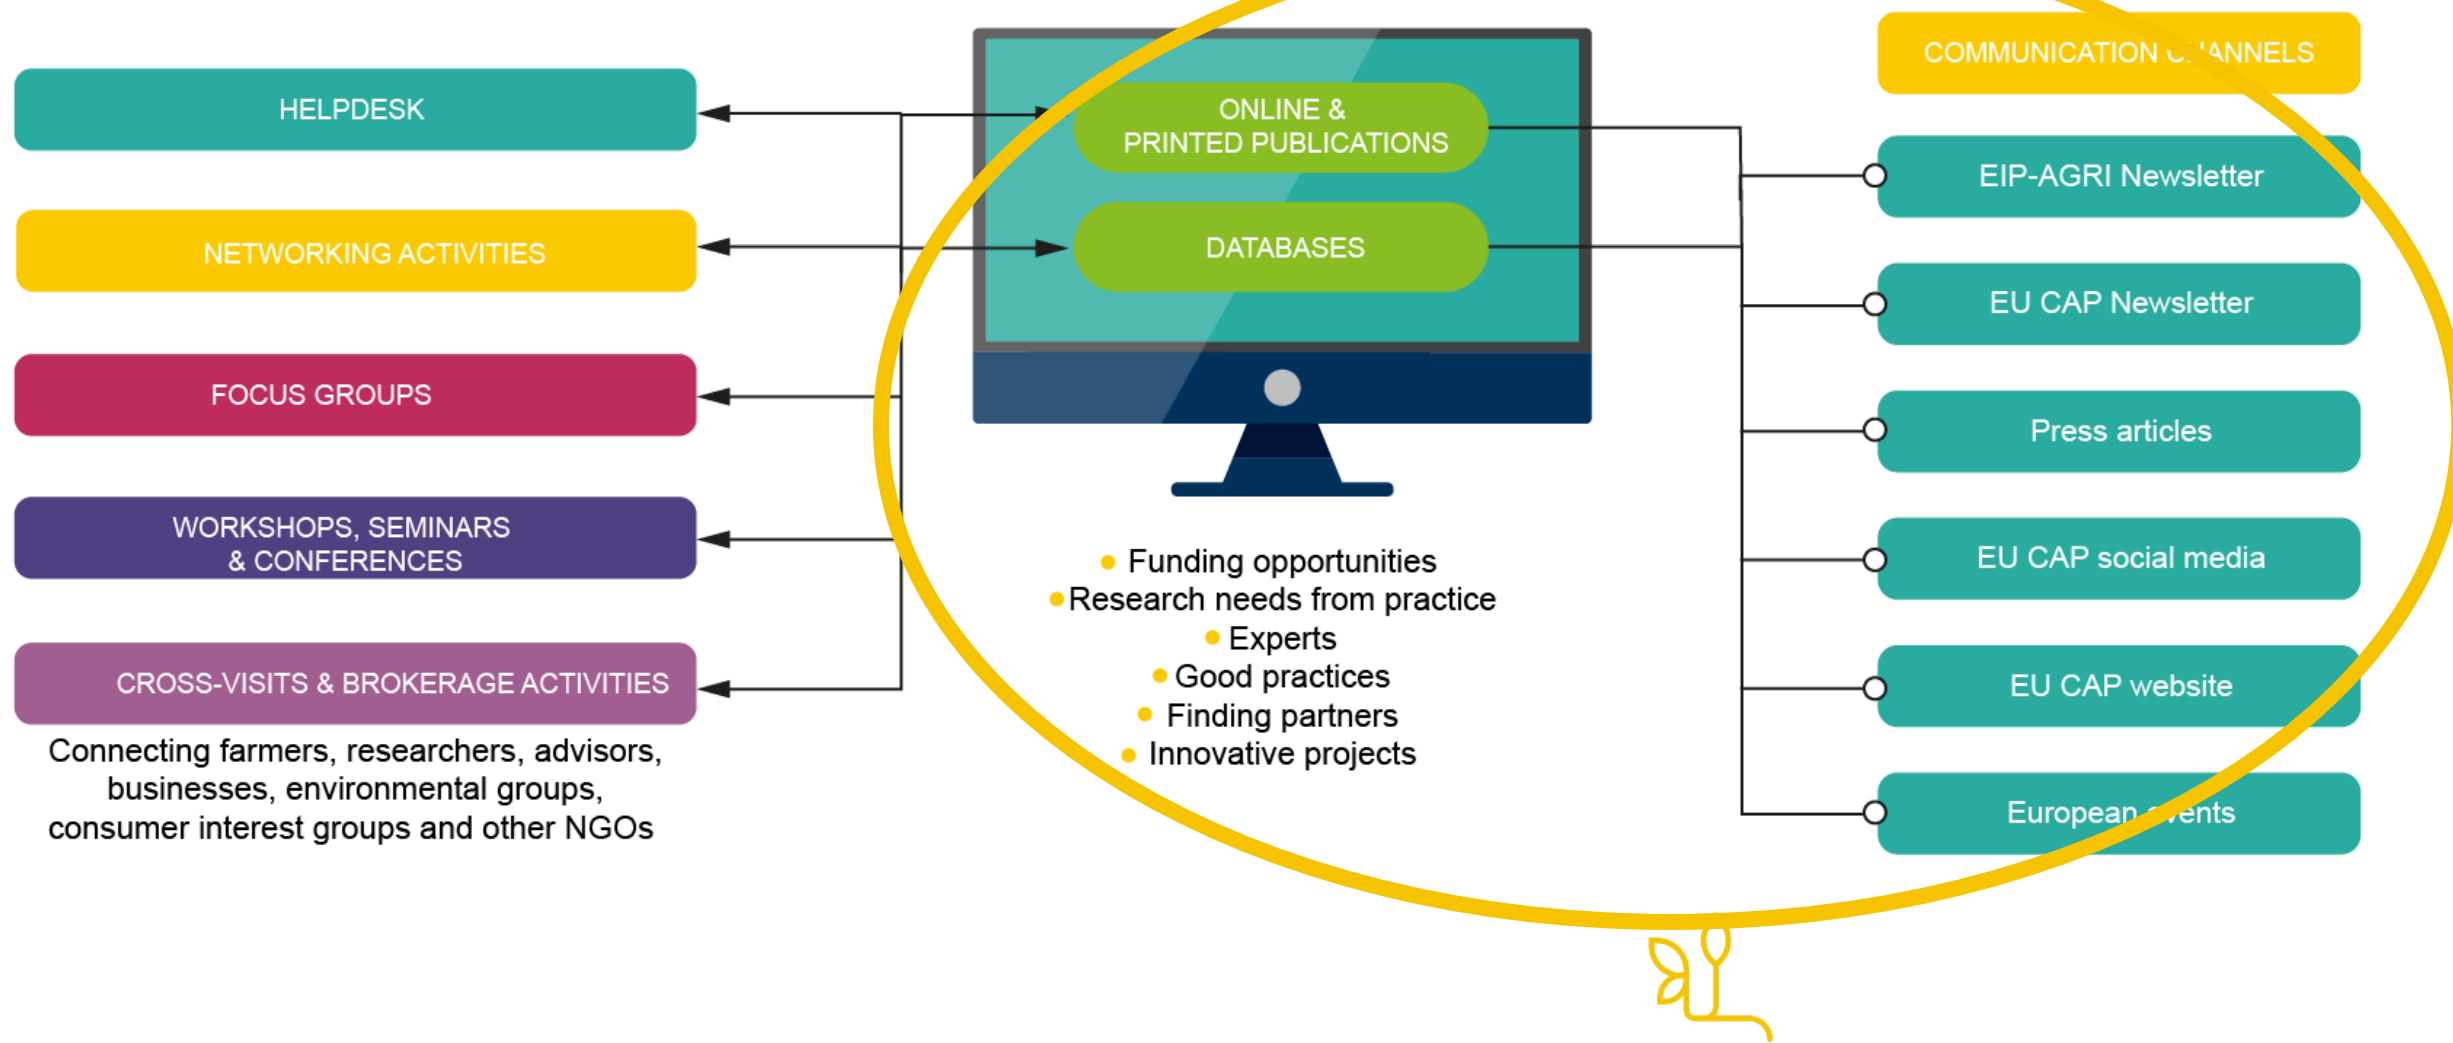 HELPDESK
NETWORKING ACTIVITIES
FOCUS GROUPS
WORKSHOPS, SEMINARS
& CONFERENCES
CROSS-VISITS & BROKERAGE ACTIVITIES
Connecting farmers, researchers, advisors,
businesses, environmental groups,
consumer interest groups and other NGOs
ONLINE &
PRINTED PUBLICATIONS
DATABASES
Funding opportunities
Research needs from practice
Experts
Good practices
Finding partners
Innovative projects
COMMUNICATION CHANNELS
EIP-AGRI Newsletter
EU CAP Newsletter
Press articles
EU CAP social media
EU CAP website
European events